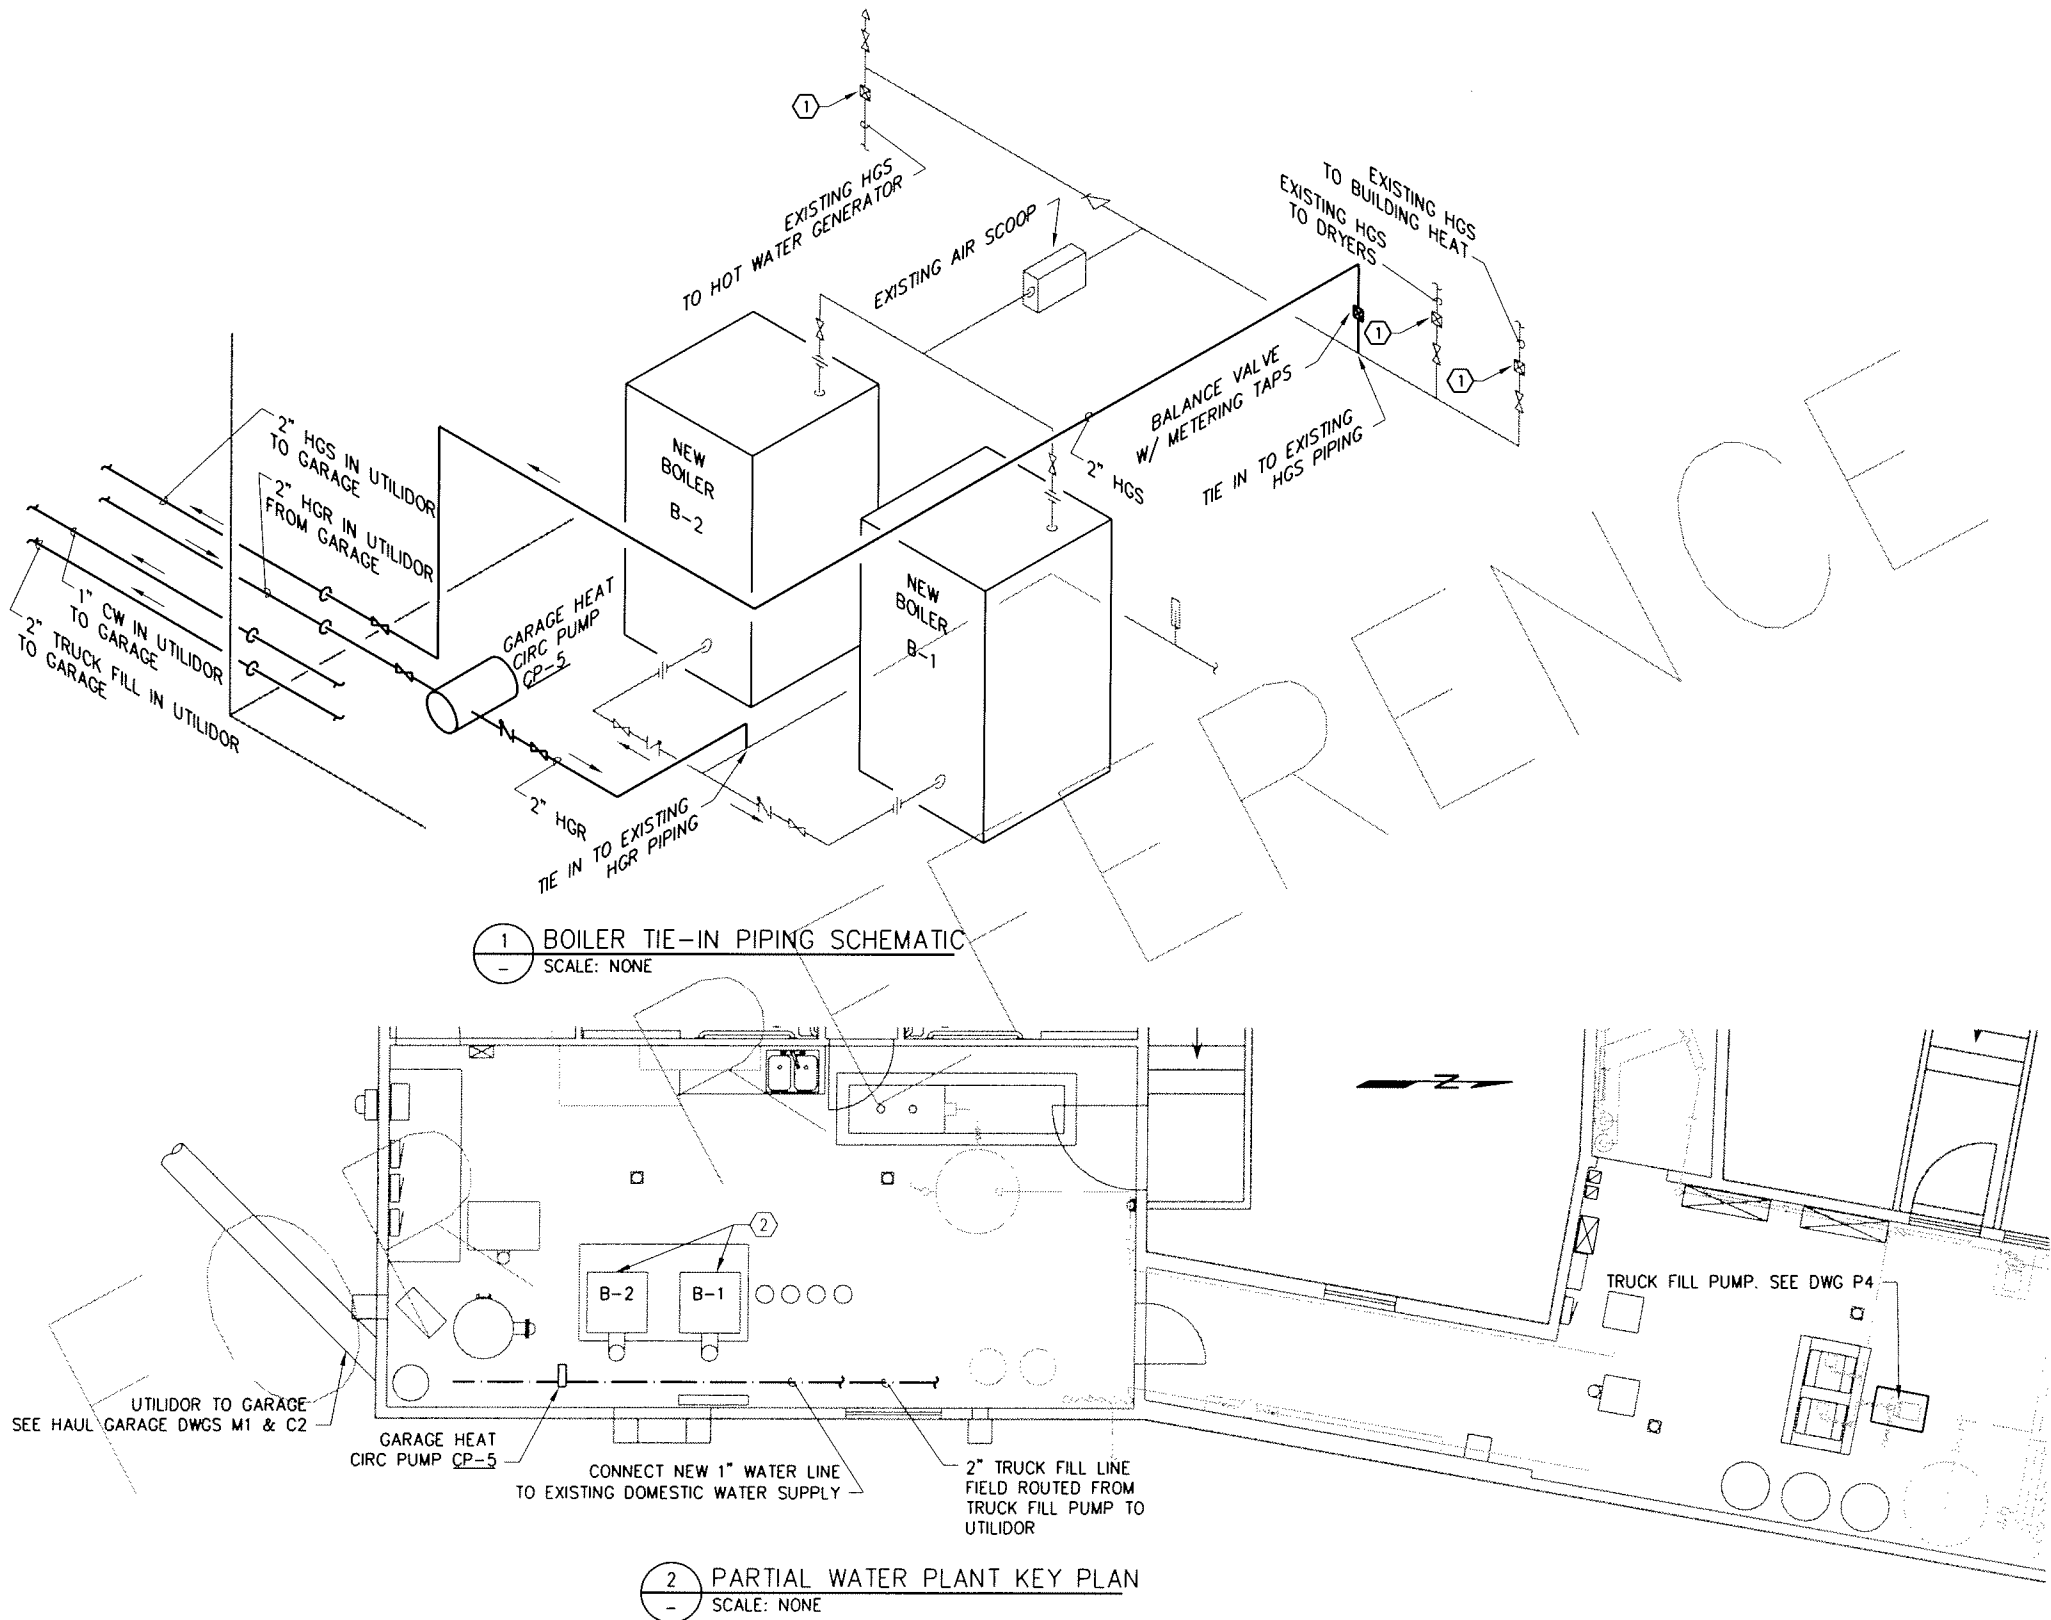 1
EXISTING HGS
TO HOT WATER GENERATOR
EXISTING AIR SCOOP
EXISTING HGS
TO BUILDING HEAT
EXISTING HGS
TO DRYERS
1
1
BALANCE VALVE
W/ METERING TAPS
TIE IN TO EXISTING
HGS PIPING
2" HGS
NEW
BOILER
B-2
NEW
BOILER
B-1
2" HGS IN UTILIDOR
TO GARAGE
2" HGR IN UTILIDOR
FROM GARAGE
1" CW IN UTILIDOR
TO GARAGE
2" TRUCK FILL IN UTILIDOR
TO GARAGE
GARAGE HEAT
CIRC PUMP
CP-5
2" HGR
TIE IN TO EXISTING
HGR PIPING
1
-
BOILER TIE-IN PIPING SCHEMATIC
SCALE: NONE
FOR REFERENCE
N
2
B-2
B-1
TRUCK FILL PUMP. SEE DWG P4
UTILIDOR TO GARAGE
SEE HAUL GARAGE DWGS M1 & C2
GARAGE HEAT
CIRC PUMP CP-5
CONNECT NEW 1" WATER LINE
TO EXISTING DOMESTIC WATER SUPPLY
2" TRUCK FILL LINE
FIELD ROUTED FROM
TRUCK FILL PUMP TO
UTILIDOR
2
-
PARTIAL WATER PLANT KEY PLAN
SCALE: NONE